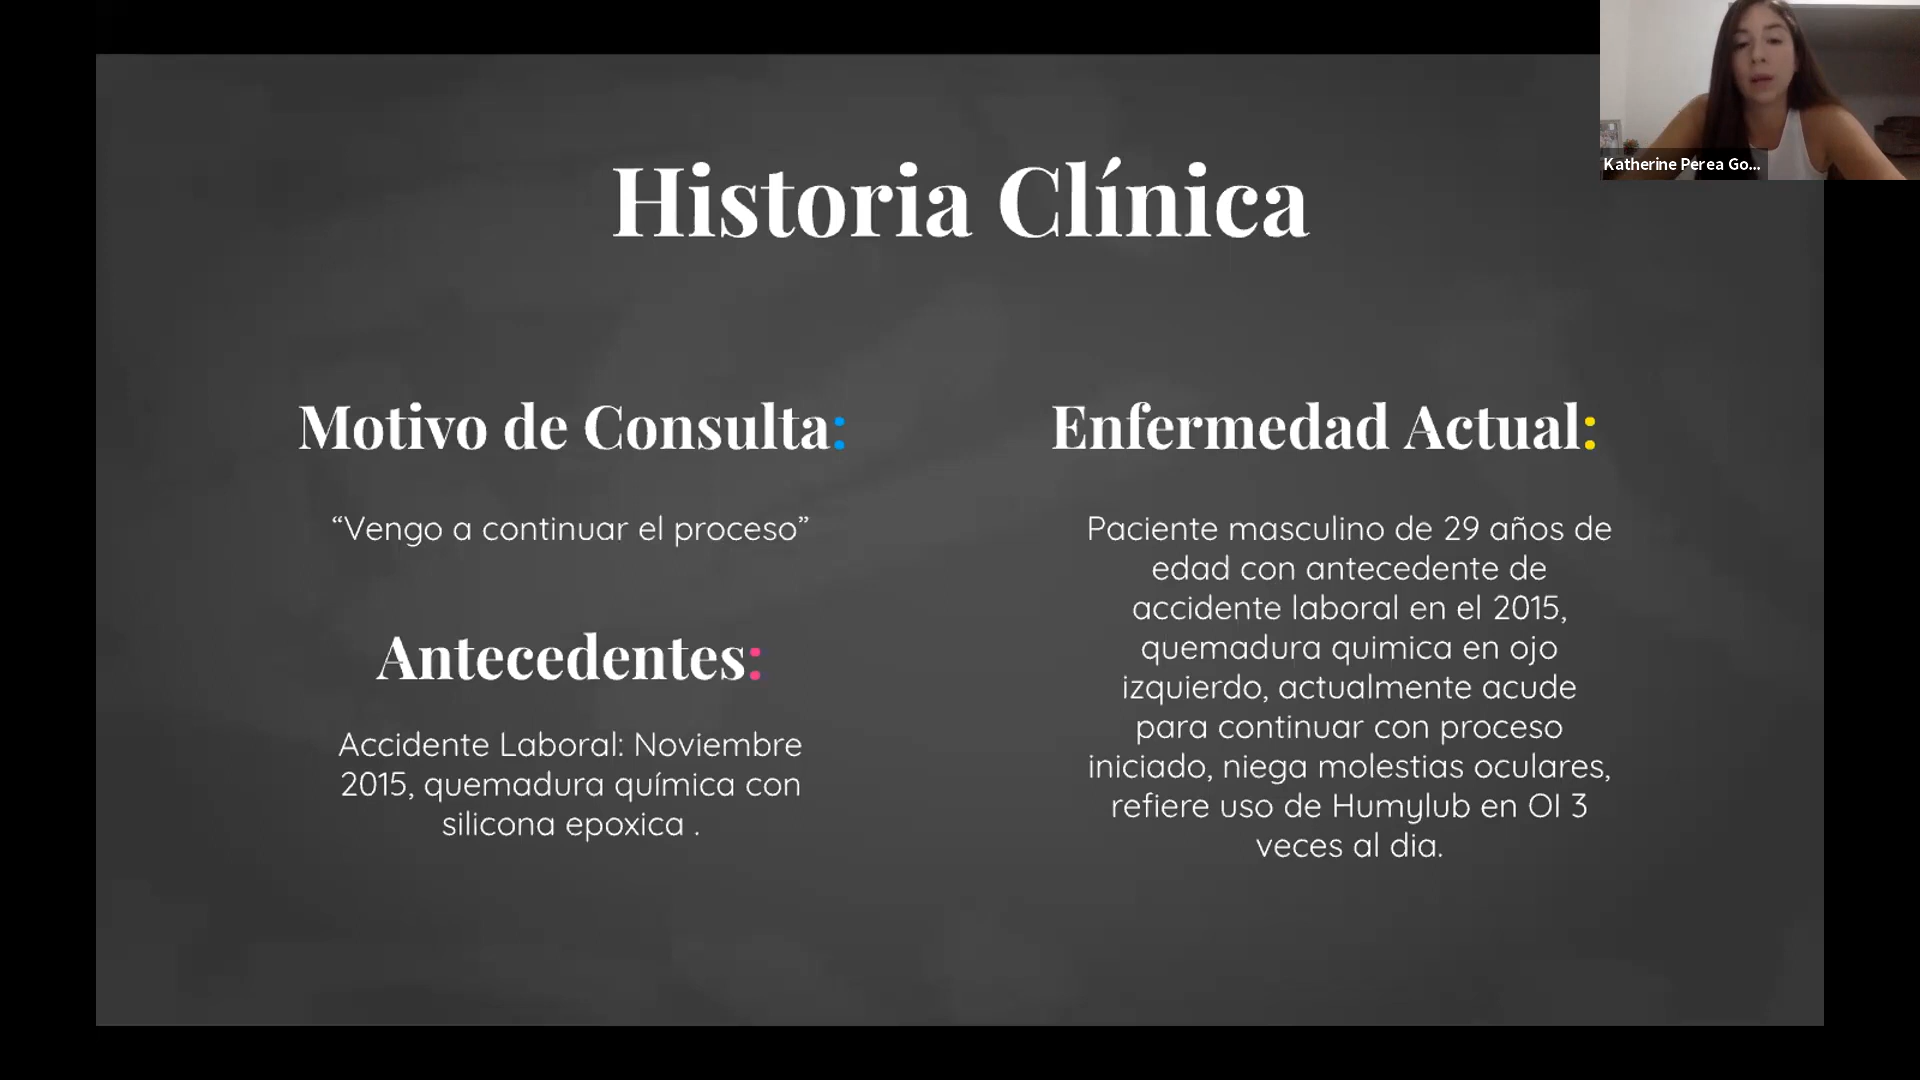 Historia Clínica
Motivo de Consulta:
“Vengo a continuar el proceso”
Antecedentes:
Accidente Laboral: Noviembre
2015, quemadura química con
silicona epoxica .
Enfermedad Actual:
Paciente masculino de 29 años de
edad con antecedente de
accidente laboral en el 2015,
quemadura quimica en ojo
izquierdo, actualmente acude
para continuar con proceso
iniciado, niega molestias oculares,
refiere uso de Humylub en OI 3
veces al dia.
Katherine Perea Go...